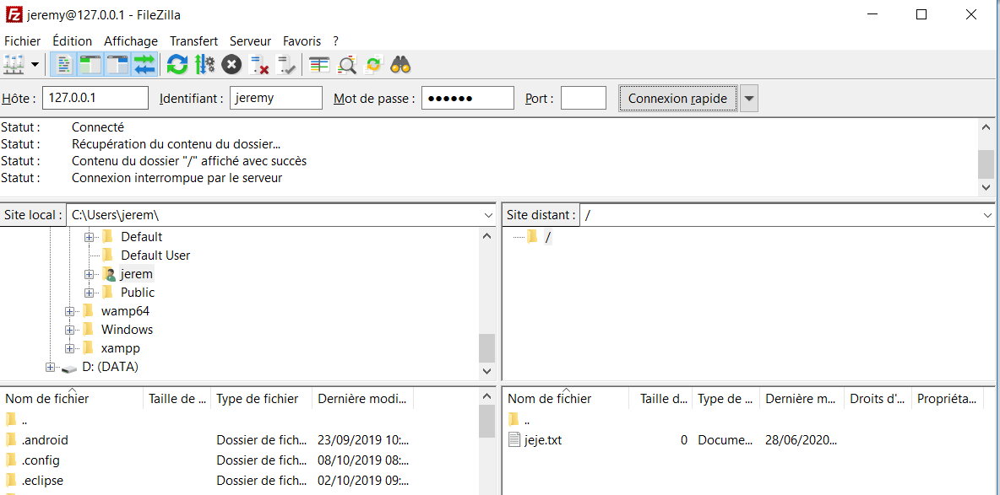 jeremy@127.0.0.1 - FileZilla
Fichier Édition Affichage Transfert Serveur Favoris ?
Hôte : 127.0.0.1 Identifiant : jeremy Mot de passe : ●●●●●● Port : Connexion rapide
Statut : Connecté
Statut : Récupération du contenu du dossier...
Statut : Contenu du dossier "/" affiché avec succès
Statut : Connexion interrompue par le serveur
Site local : C:\Users\jerem\
Default
Default User
jerem
Public
wamp64
Windows
xampp
D: (DATA)
Site distant : /
/
Nom de fichier Taille de ... Type de fichier Dernière modi...
..
.android Dossier de fich... 23/09/2019 10:...
.config Dossier de fich... 08/10/2019 08:...
.eclipse Dossier de fich... 02/10/2019 09:...
Nom de fichier Taille d... Type de ... Dernière m... Droits d'... Propriéta...
..
jeje.txt 0 Docume... 28/06/2020...